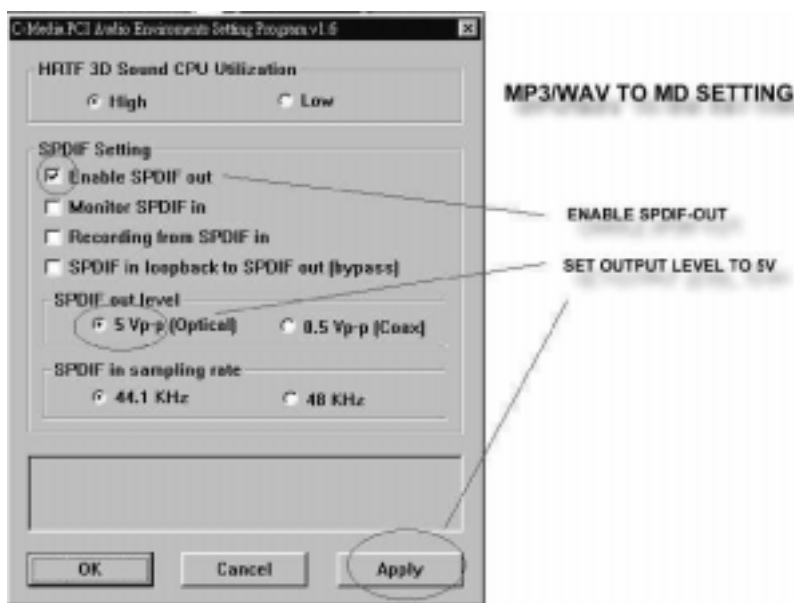 C-Media PCI Audio Environments Setting Program v1.6
HRTF 3D Sound CPU Utilization
High Low
MP3/WAV TO MD SETTING
SPDIF Setting
Enable SPDIF out
Monitor SPDIF in
Recording from SPDIF in
SPDIF in loopback to SPDIF out (bypass)
ENABLE SPDIF-OUT
SET OUTPUT LEVEL TO 5V
SPDIF out level
5 Vp-p (Optical) 0.5 Vp-p (Coax)
SPDIF in sampling rate
44.1 KHz 48 KHz
OK Cancel Apply